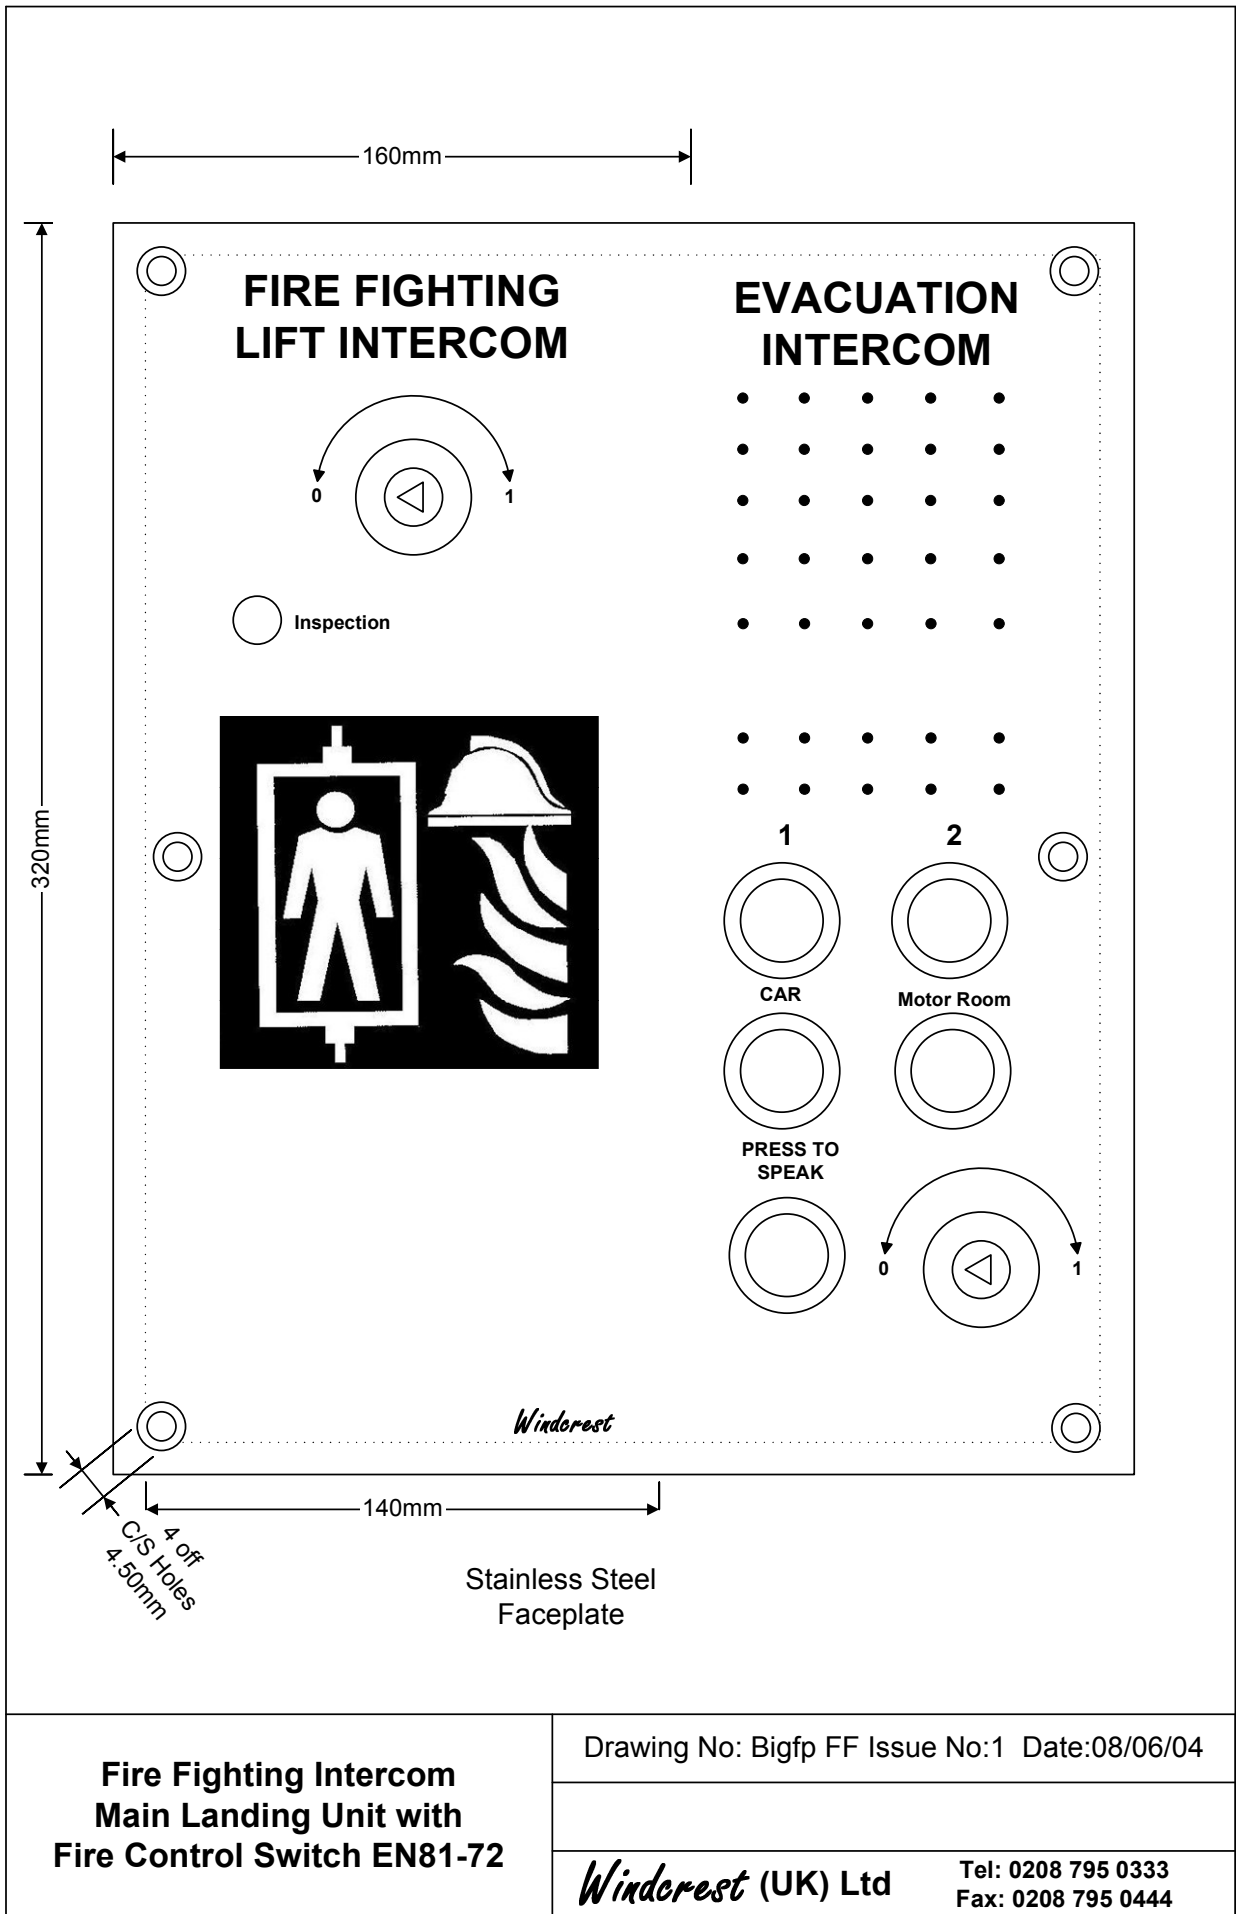 160mm
FIRE FIGHTING
LIFT INTERCOM
EVACUATION
INTERCOM
0
1
Inspection
320mm
1
2
CAR
Motor Room
PRESS TO
SPEAK
0
1
Windcrest
140mm
4 off
C/S Holes
4.50mm
Stainless Steel
Faceplate
Fire Fighting Intercom
Main Landing Unit with
Fire Control Switch EN81-72
Drawing No: Bigfp FF Issue No:1 Date:08/06/04
Windcrest (UK) Ltd
Tel: 0208 795 0333
Fax: 0208 795 0444